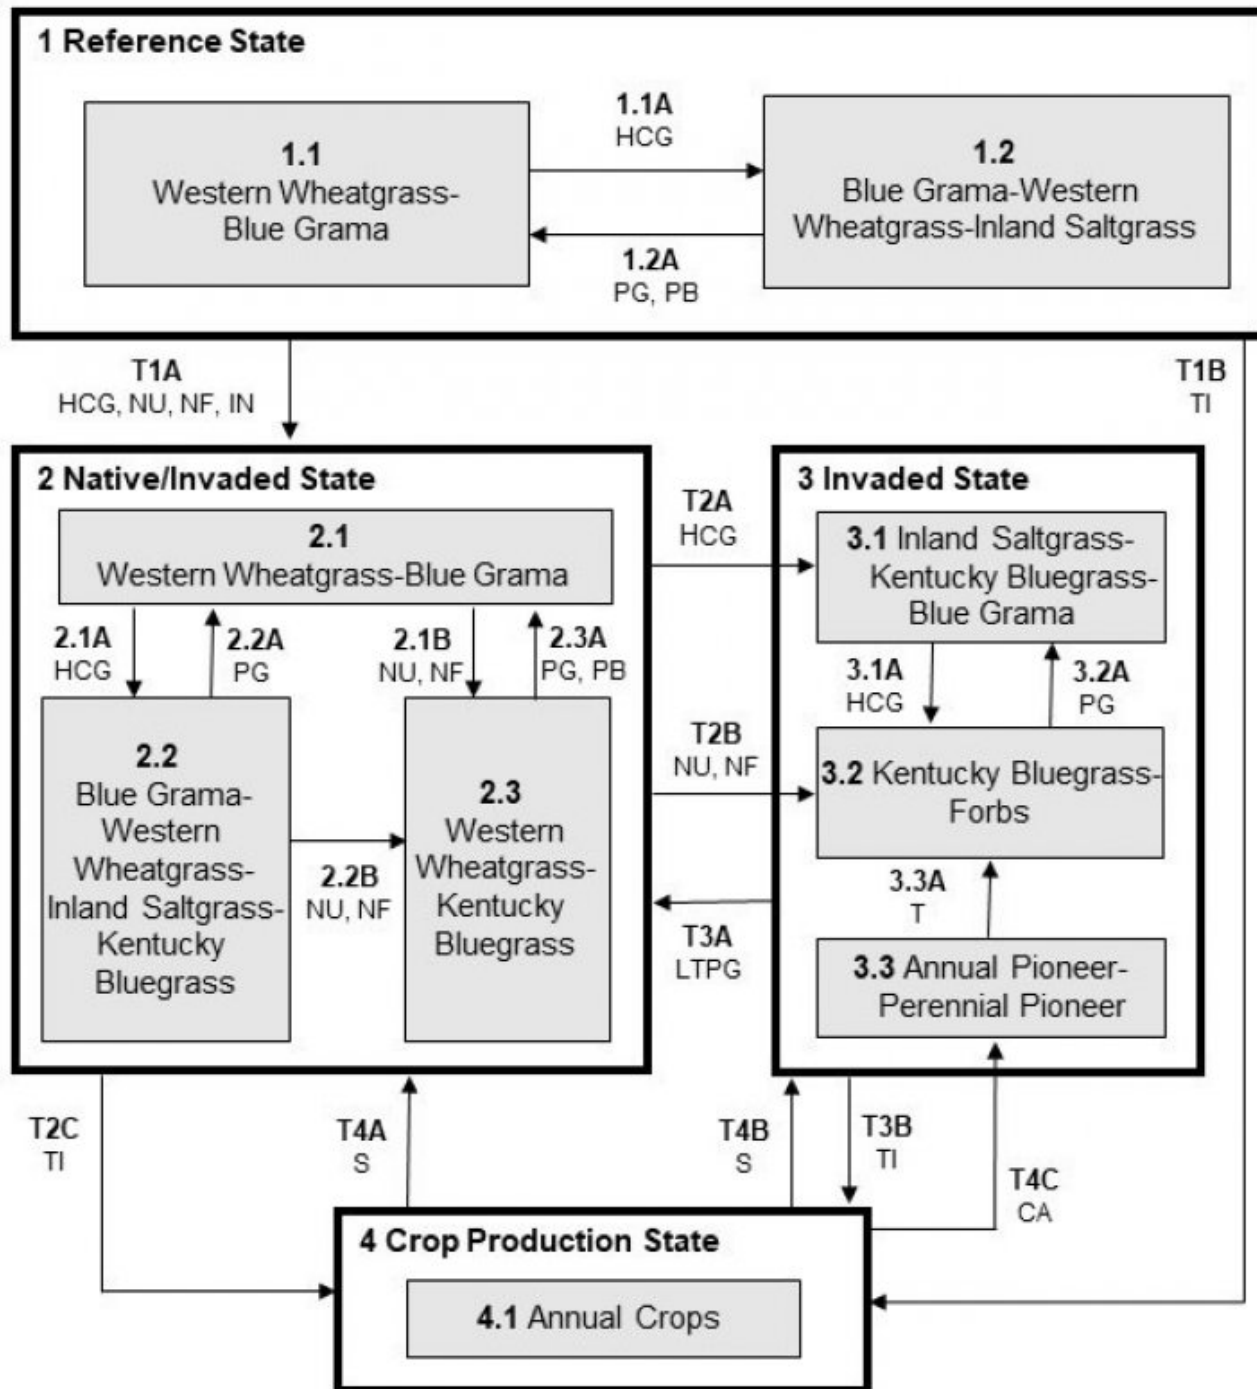 1 Reference State
1.1
Western Wheatgrass-
Blue Grama
1.1A
HCG
1.2
Blue Grama-Western
Wheatgrass-Inland Saltgrass
1.2A
PG, PB
T1A
HCG, NU, NF, IN
T1B
TI
2 Native/Invaded State
2.1
Western Wheatgrass-Blue Grama
2.1A
HCG
2.2A
PG
2.1B
NU, NF
2.3A
PG, PB
2.2
Blue Grama-
Western
Wheatgrass-
Inland Saltgrass-
Kentucky
Bluegrass
2.2B
NU, NF
2.3
Western
Wheatgrass-
Kentucky
Bluegrass
T2A
HCG
T2B
NU, NF
T3A
LTPG
3 Invaded State
3.1 Inland Saltgrass-
Kentucky Bluegrass-
Blue Grama
3.1A
HCG
3.2A
PG
3.2 Kentucky Bluegrass-
Forbs
3.3A
T
3.3 Annual Pioneer-
Perennial Pioneer
T2C
TI
T4A
S
T4B
S
T3B
TI
T4C
CA
4 Crop Production State
4.1 Annual Crops